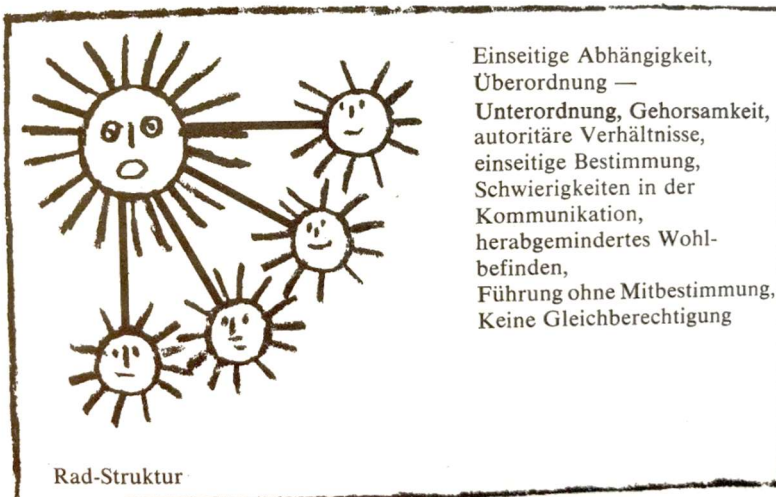 Einseitige Abhängigkeit,
Überordnung —
Unterordnung, Gehorsamkeit,
autoritäre Verhältnisse,
einseitige Bestimmung,
Schwierigkeiten in der
Kommunikation,
herabgemindertes Wohl-
befinden,
Führung ohne Mitbestimmung,
Keine Gleichberechtigung
Rad-Struktur